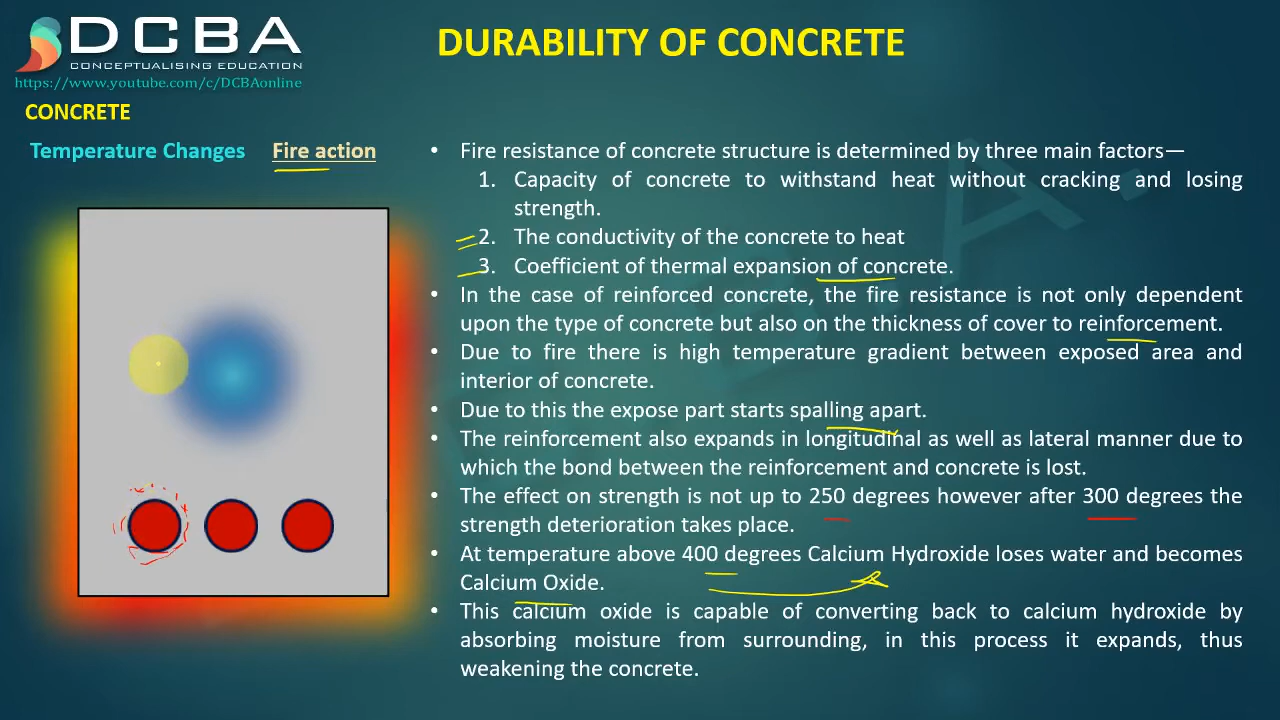 DCBA
CONCEPTUALISING EDUCATION
https://www.youtube.com/c/DCBAonline
DURABILITY OF CONCRETE
CONCRETE
Temperature Changes Fire action
• Fire resistance of concrete structure is determined by three main factors—
1. Capacity of concrete to withstand heat without cracking and losing
strength.
2. The conductivity of the concrete to heat
3. Coefficient of thermal expansion of concrete.
• In the case of reinforced concrete, the fire resistance is not only dependent
upon the type of concrete but also on the thickness of cover to reinforcement.
• Due to fire there is high temperature gradient between exposed area and
interior of concrete.
• Due to this the expose part starts spalling apart.
• The reinforcement also expands in longitudinal as well as lateral manner due to
which the bond between the reinforcement and concrete is lost.
• The effect on strength is not up to 250 degrees however after 300 degrees the
strength deterioration takes place.
• At temperature above 400 degrees Calcium Hydroxide loses water and becomes
Calcium Oxide.
• This calcium oxide is capable of converting back to calcium hydroxide by
absorbing moisture from surrounding, in this process it expands, thus
weakening the concrete.